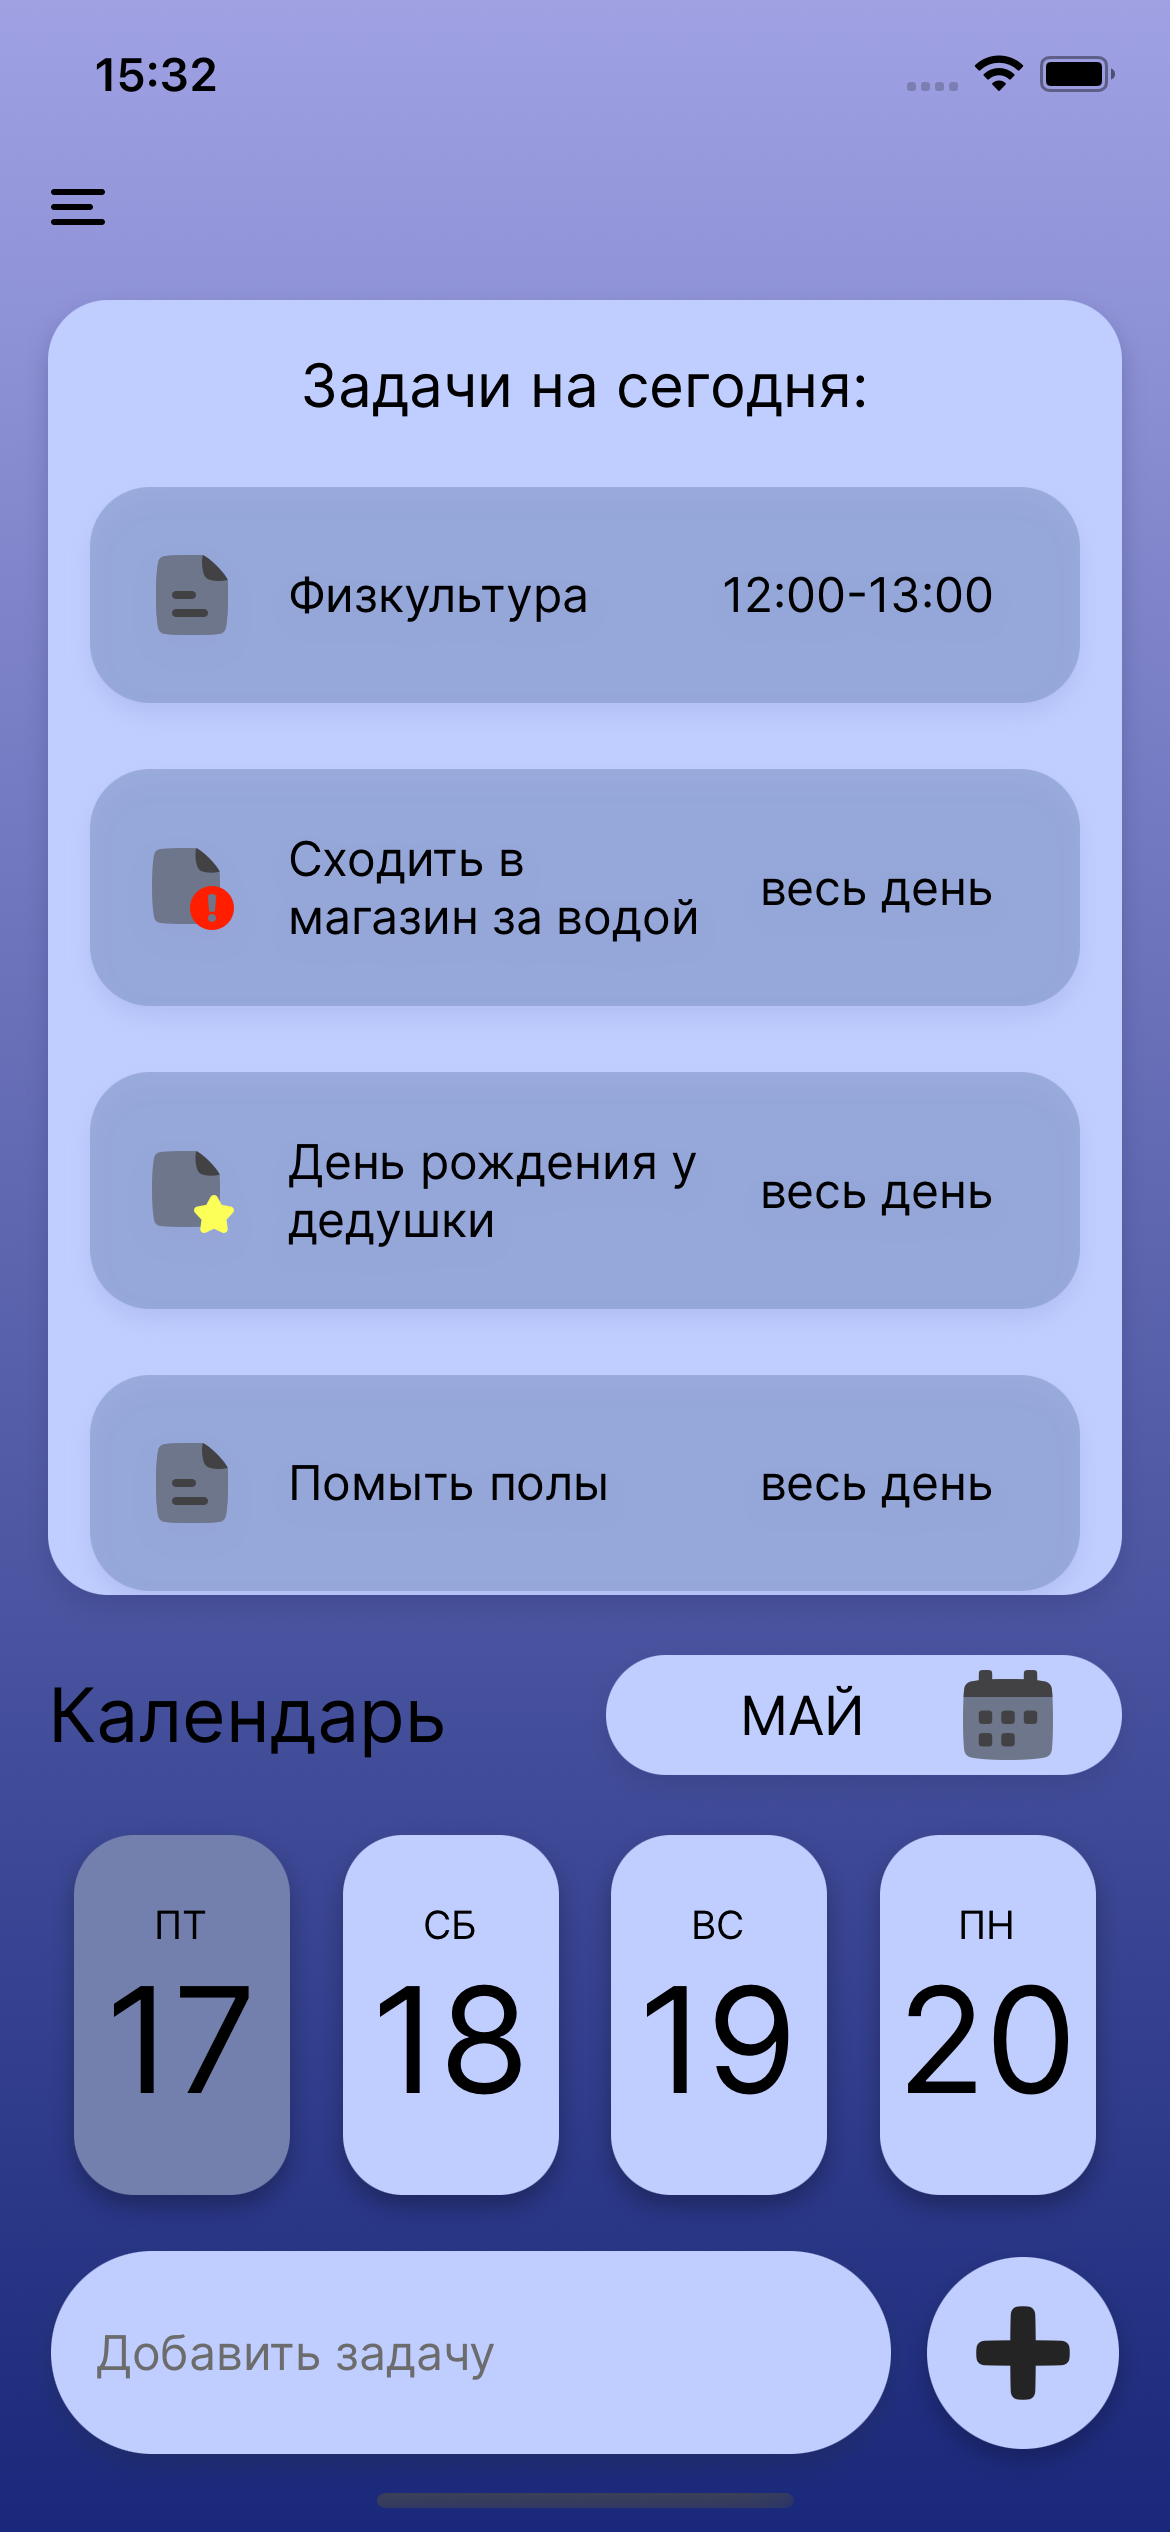 15:32
Задачи на сегодня:
Физкультура 12:00-13:00
Сходить в
магазин за водой
весь день
День рождения у
дедушки
весь день
Помыть полы весь день
Календарь МАЙ
ПТ СБ ВС ПН
17 18 19 20
Добавить задачу